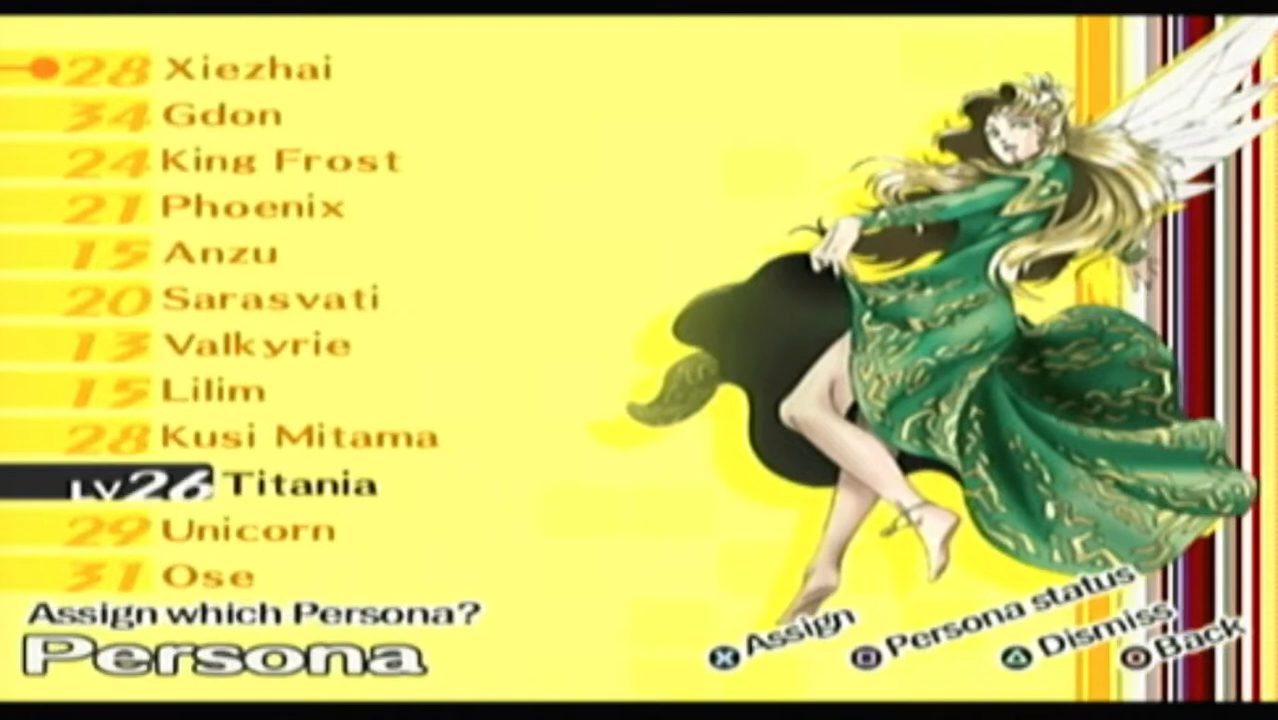 28 Xiezhai
34 Gdon
24 King Frost
21 Phoenix
15 Anzu
20 Sarasvati
13 Valkyrie
15 Lilim
28 Kusi Mitama
LV26 Titania
29 Unicorn
31 Ose
Assign which Persona?
Persona
X Assign
Persona status
Dismiss
Back